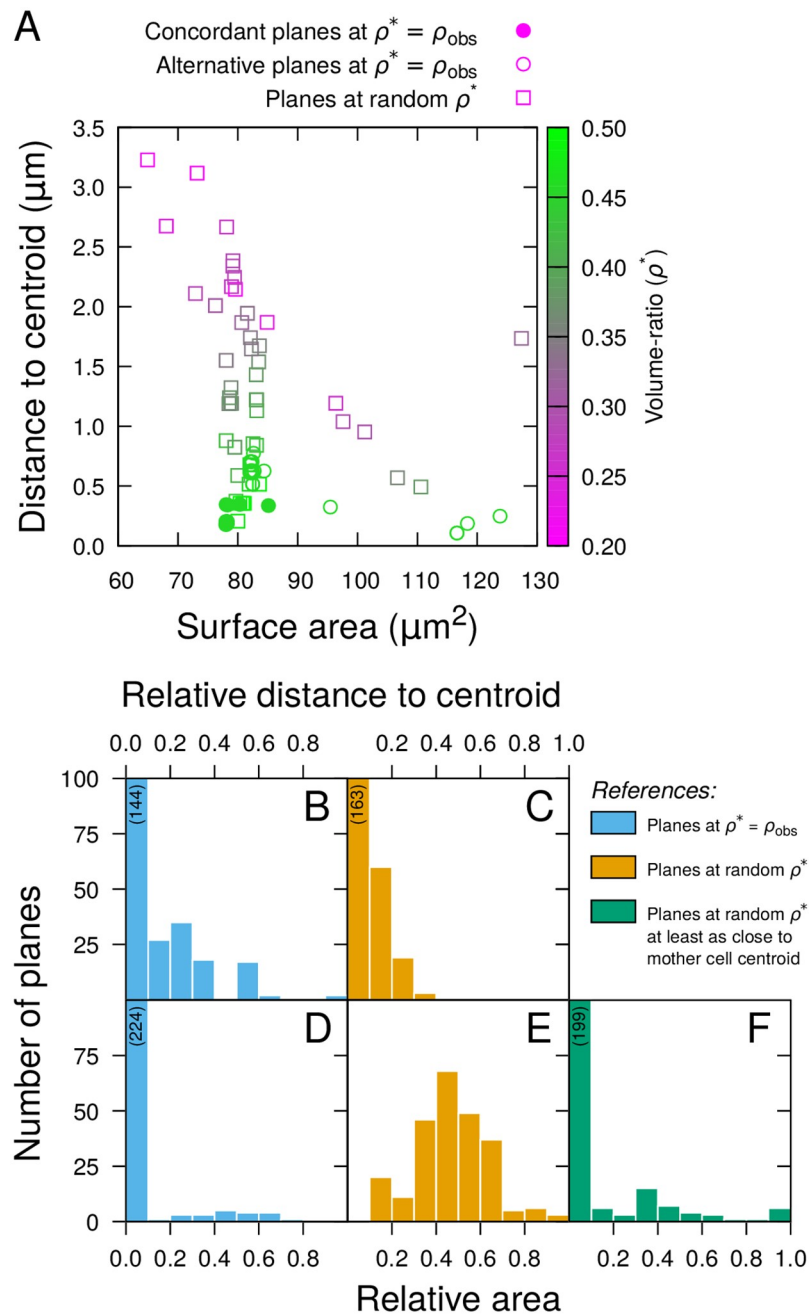 A
Concordant planes at ρ* = ρobs
Alternative planes at ρ* = ρobs
Planes at random ρ*
Distance to centroid (μm)
3.5
3.0
2.5
2.0
1.5
1.0
0.5
0.0
60 70 80 90 100 110 120 130
Surface area (μm²)
0.50
0.45
0.40
0.35
0.30
0.25
0.20
Volume-ratio (ρ*)
Relative distance to centroid
0.0 0.2 0.4 0.6 0.8 0.2 0.4 0.6 0.8 1.0
Number of planes
100
75
50
25
(144)
B
(163)
C
References:
Planes at ρ* = ρobs
Planes at random ρ*
Planes at random ρ*
at least as close to
mother cell centroid
75
50
25
0
(224)
D
E
(199)
F
0.0 0.2 0.4 0.6 0.8 0.2 0.4 0.6 0.8 0.2 0.4 0.6 0.8 1.0
Relative area